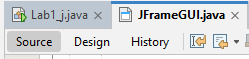 Lab1_j.java JFrameGUI.java
Source Design History